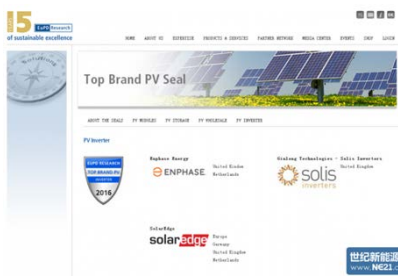 15 EuPD Research
of sustainable excellence
HOME ABOUT US EXPERTISE PRODUCTS & SERVICES PARTNER NETWORK MEDIA CENTER EVENTS SHOP LOGIN
Top Brand PV Seal
ABOUT THE SEALS PV MODULES PV STORAGE PV WHOLESALE PV INVERTER
PV Inverter
EUPD RESEARCH
TOP BRAND PV
INVERTER
2016
Enphase Energy
ENPHASE
United Kingdom
Netherlands
Ginlong Technologies - Solis Inverters
solis
inverters
United Kingdom
SolarEdge
solaredge
Europe
Germany
United Kingdom
Netherlands
世纪新能源
www.NE21.c